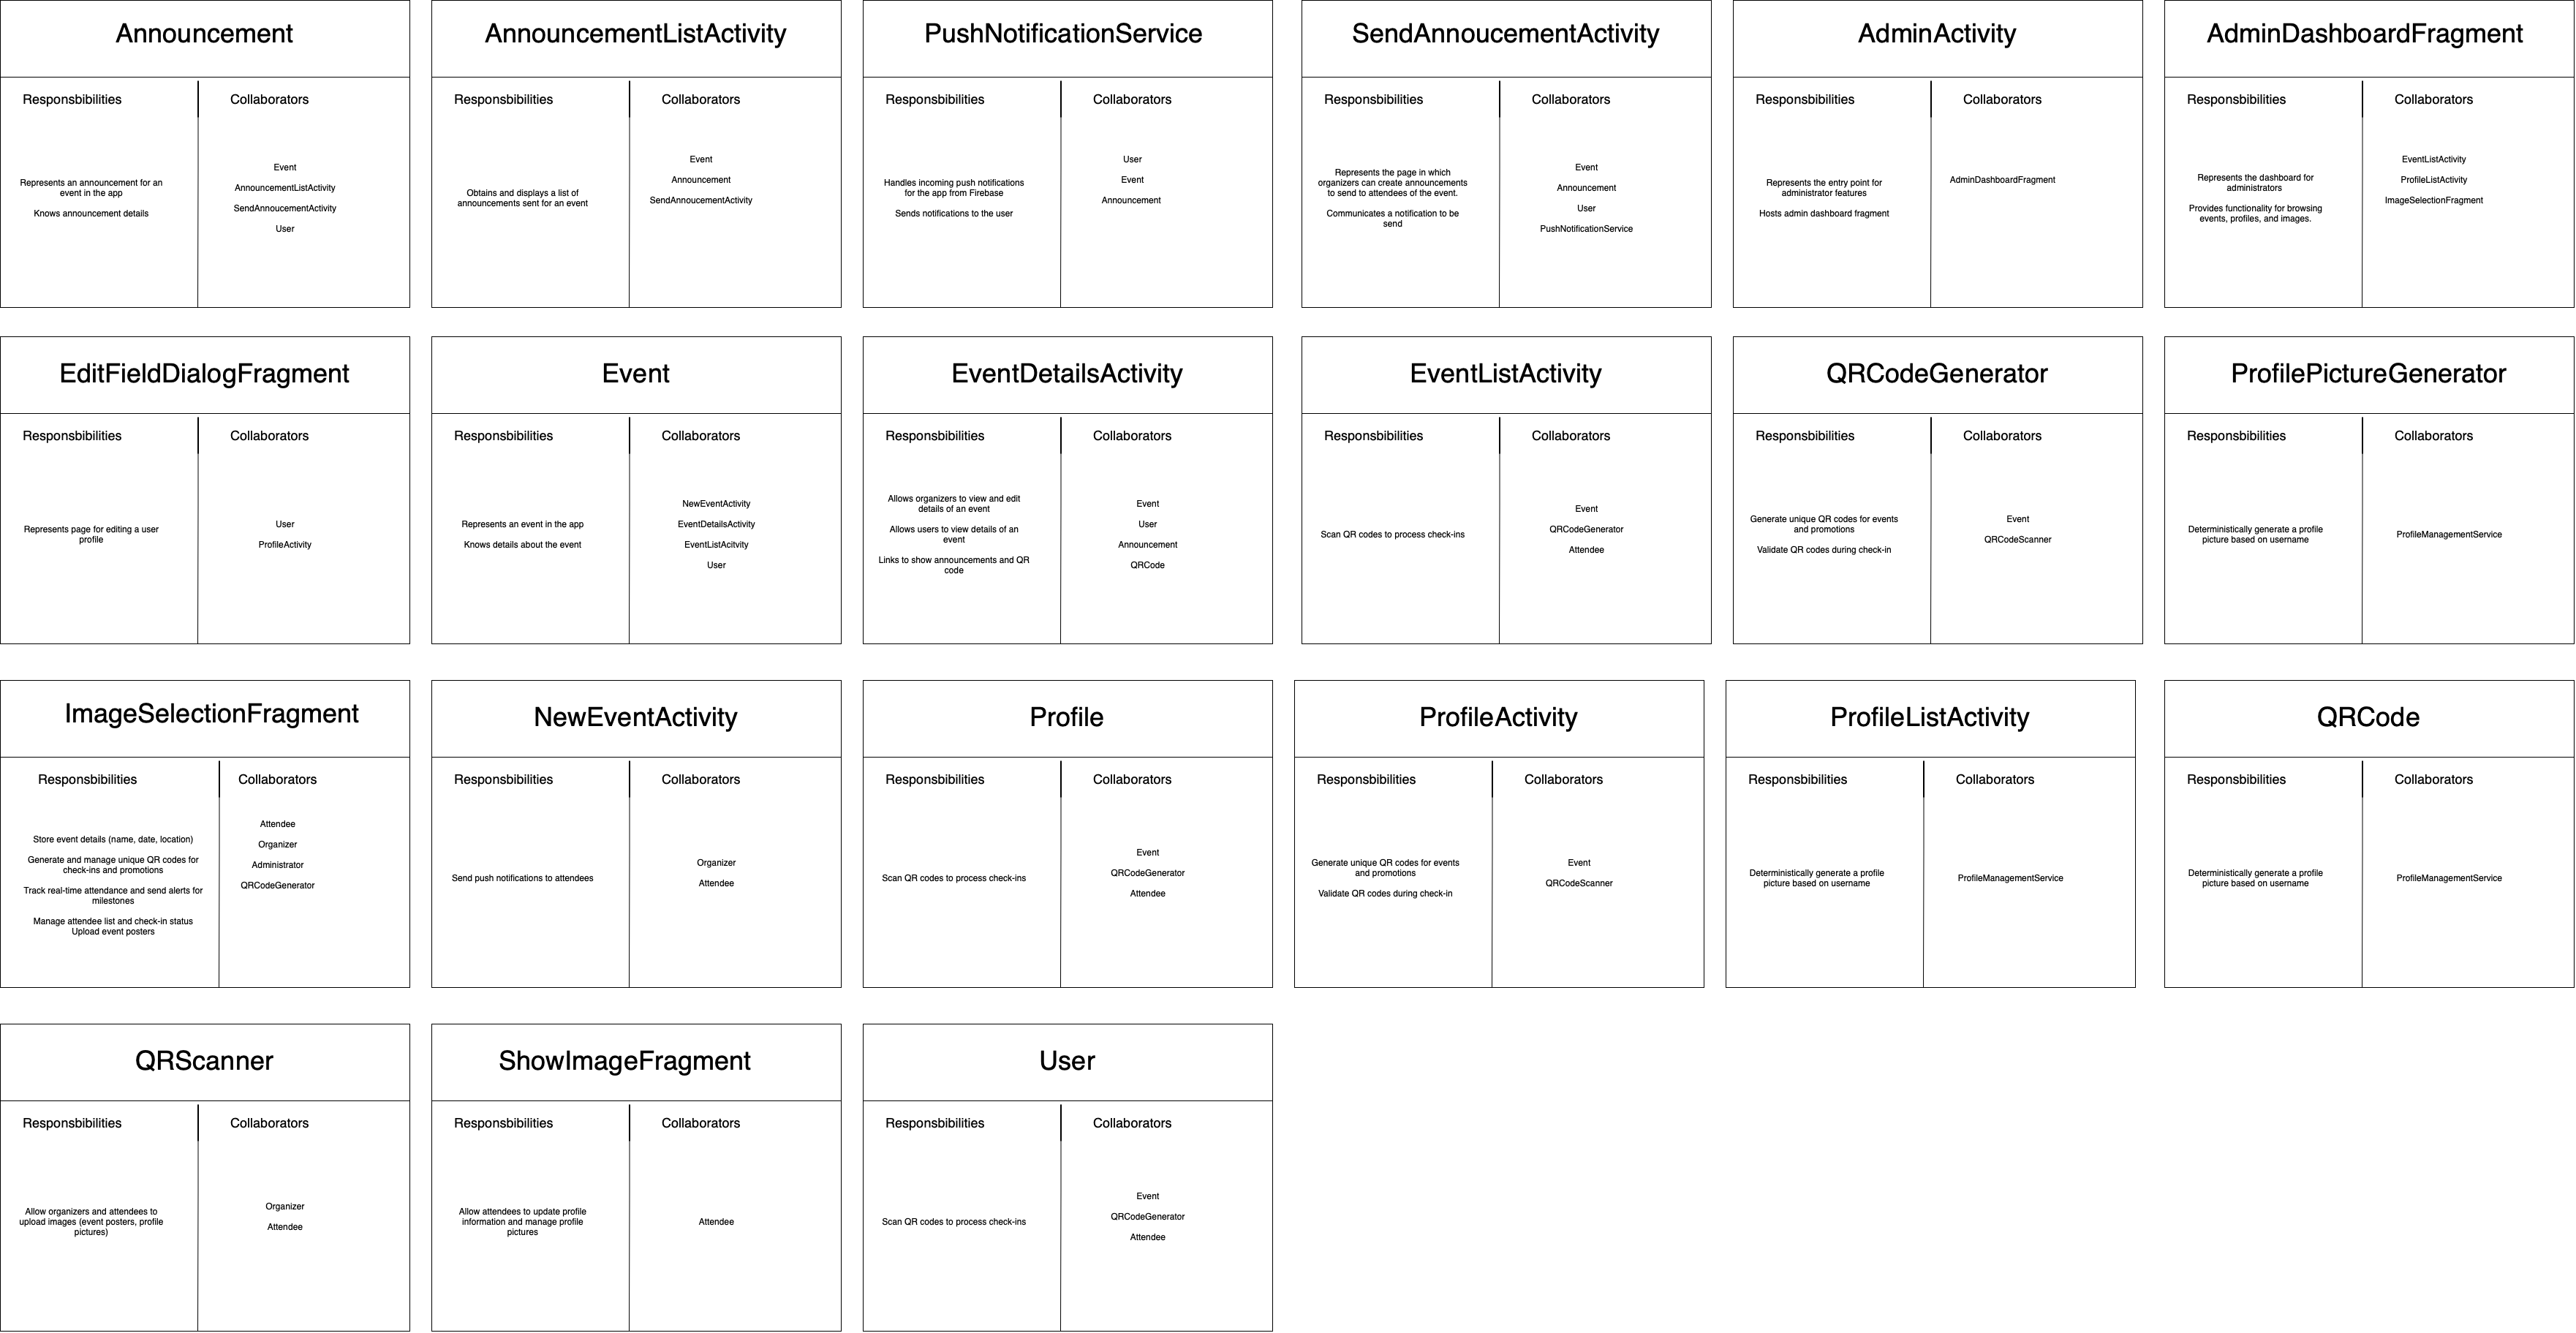 Announcement
Responsbibilities
Collaborators
Represents an announcement for an
event in the app
Knows announcement details
Event
AnnouncementListActivity
SendAnnoucementActivity
User
AnnouncementListActivity
Responsbibilities
Collaborators
Obtains and displays a list of
announcements sent for an event
Event
Announcement
SendAnnoucementActivity
PushNotificationService
Responsbibilities
Collaborators
Handles incoming push notifications
for the app from Firebase
Sends notifications to the user
User
Event
Announcement
SendAnnoucementActivity
Responsbibilities
Collaborators
Represents the page in which
organizers can create announcements
to send to attendees of the event.
Communicates a notification to be
send
Event
Announcement
User
PushNotificationService
AdminActivity
Responsbibilities
Collaborators
Represents the entry point for
administrator features
Hosts admin dashboard fragment
AdminDashboardFragment
AdminDashboardFragment
Responsbibilities
Collaborators
Represents the dashboard for
administrators
Provides functionality for browsing
events, profiles, and images.
EventListActivity
ProfileListActivity
ImageSelectionFragment
EditFieldDialogFragment
Responsbibilities
Collaborators
Represents page for editing a user
profile
User
ProfileActivity
Event
Responsbibilities
Collaborators
Represents an event in the app
Knows details about the event
NewEventActivity
EventDetailsActivity
EventListAcitvity
User
EventDetailsActivity
Responsbibilities
Collaborators
Allows organizers to view and edit
details of an event
Allows users to view details of an
event
Links to show announcements and QR
code
Event
User
Announcement
QRCode
EventListActivity
Responsbibilities
Collaborators
Scan QR codes to process check-ins
Event
QRCodeGenerator
Attendee
QRCodeGenerator
Responsbibilities
Collaborators
Generate unique QR codes for events
and promotions
Validate QR codes during check-in
Event
QRCodeScanner
ProfilePictureGenerator
Responsbibilities
Collaborators
Deterministically generate a profile
picture based on username
ProfileManagementService
ImageSelectionFragment
Responsbibilities
Collaborators
Store event details (name, date, location)
Generate and manage unique QR codes for
check-ins and promotions
Track real-time attendance and send alerts for
milestones
Manage attendee list and check-in status
Upload event posters
Attendee
Organizer
Administrator
QRCodeGenerator
NewEventActivity
Responsbibilities
Collaborators
Send push notifications to attendees
Organizer
Attendee
Profile
Responsbibilities
Collaborators
Scan QR codes to process check-ins
Event
QRCodeGenerator
Attendee
ProfileActivity
Responsbibilities
Collaborators
Generate unique QR codes for events
and promotions
Validate QR codes during check-in
Event
QRCodeScanner
ProfileListActivity
Responsbibilities
Collaborators
Deterministically generate a profile
picture based on username
ProfileManagementService
QRCode
Responsbibilities
Collaborators
Deterministically generate a profile
picture based on username
ProfileManagementService
QRScanner
Responsbibilities
Collaborators
Allow organizers and attendees to
upload images (event posters, profile
pictures)
Organizer
Attendee
ShowImageFragment
Responsbibilities
Collaborators
Allow attendees to update profile
information and manage profile
pictures
Attendee
User
Responsbibilities
Collaborators
Scan QR codes to process check-ins
Event
QRCodeGenerator
Attendee